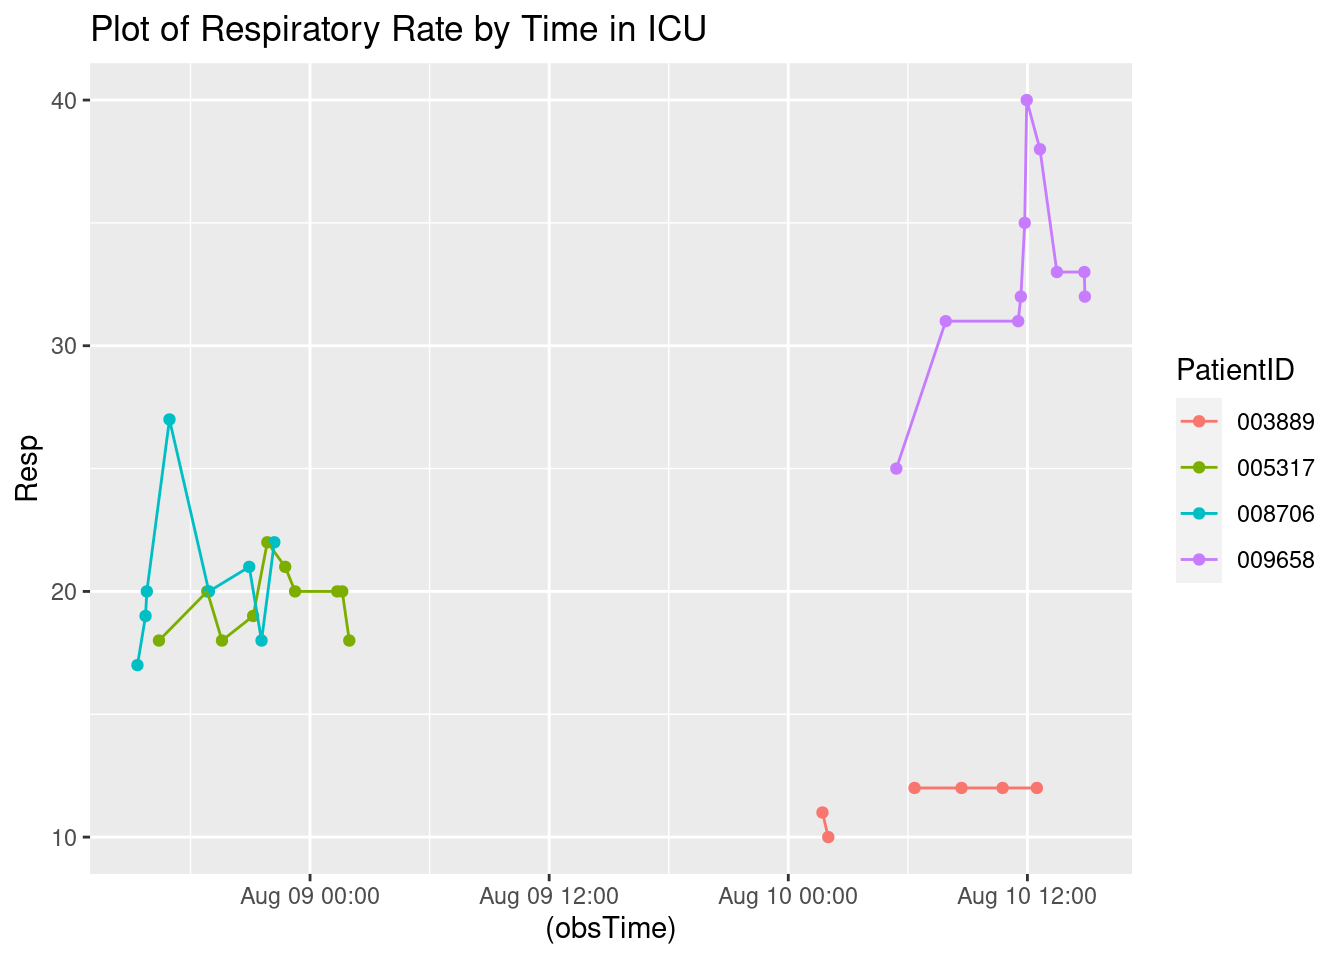 Plot of Respiratory Rate by Time in ICU
40
30
20
10
Resp
Aug 09 00:00
Aug 09 12:00
Aug 10 00:00
Aug 10 12:00
(obsTime)
PatientID
003889
005317
008706
009658